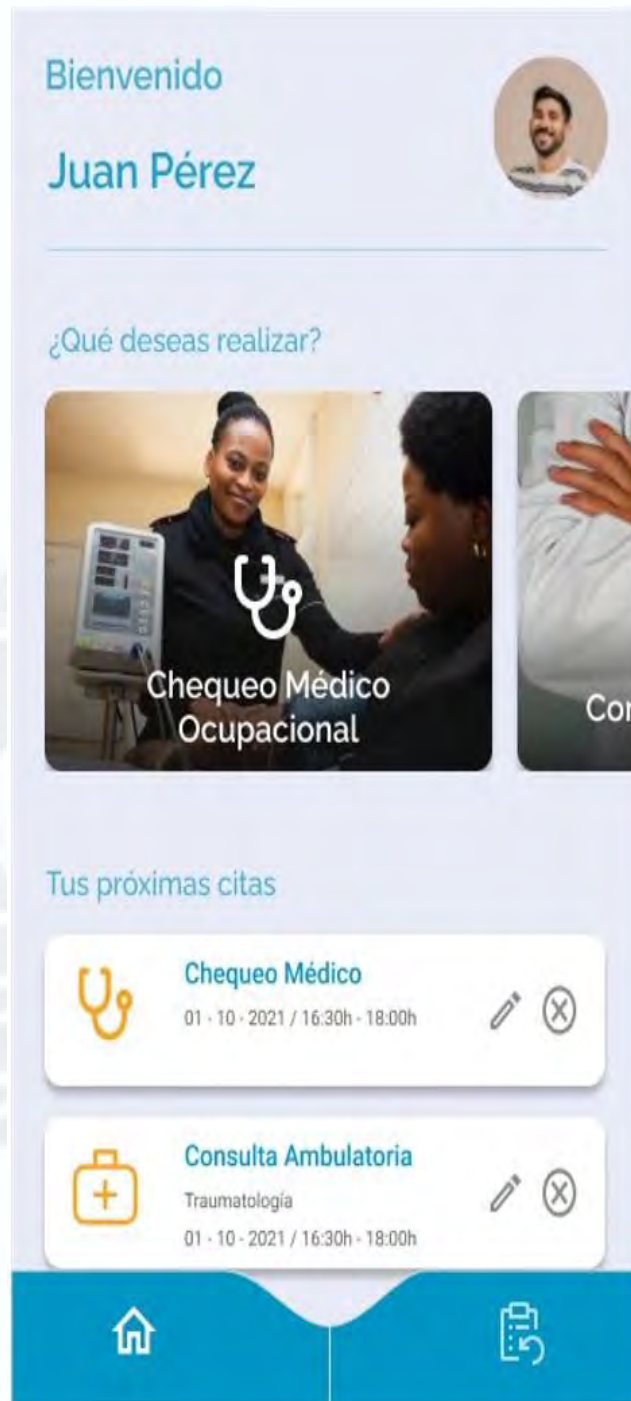 Bienvenido
Juan Pérez
¿Qué deseas realizar?
Chequeo Médico
Ocupacional
Tus próximas citas
Chequeo Médico
01 - 10 - 2021 / 16:30h - 18:00h
Consulta Ambulatoria
Traumatología
01 - 10 - 2021 / 16:30h - 18:00h